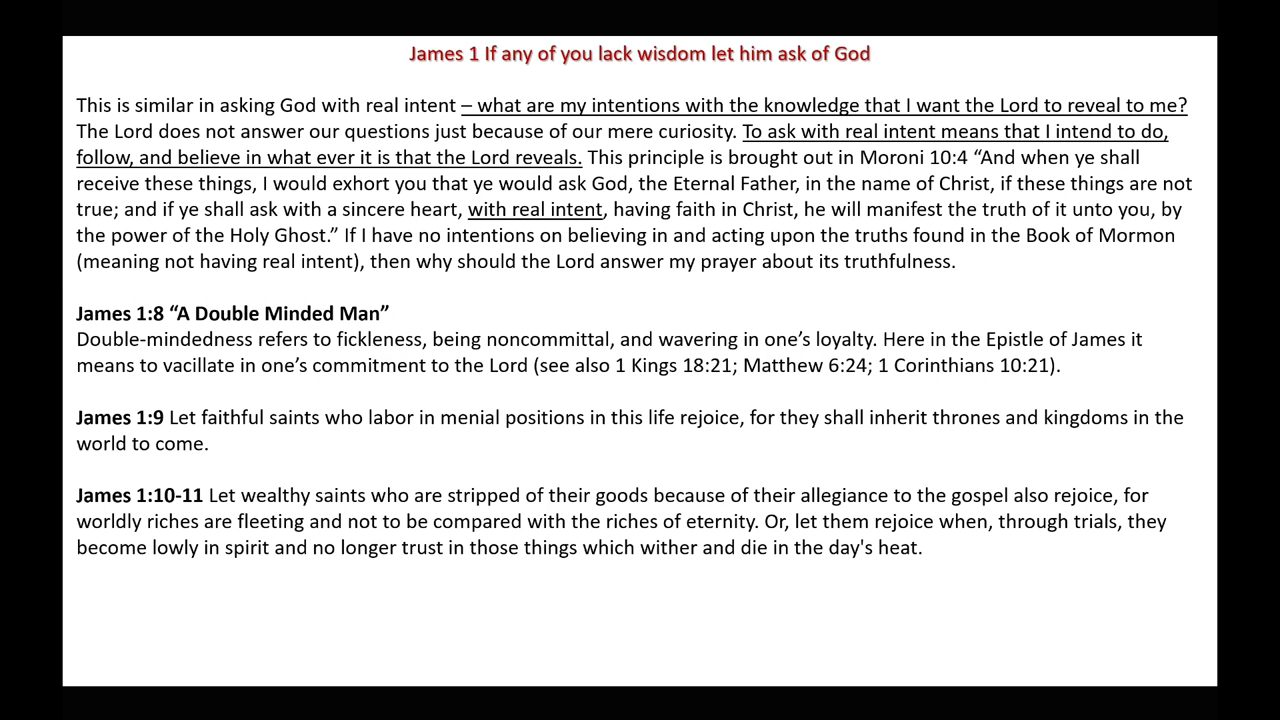 James 1 If any of you lack wisdom let him ask of God
This is similar in asking God with real intent – what are my intentions with the knowledge that I want the Lord to reveal to me?
The Lord does not answer our questions just because of our mere curiosity. To ask with real intent means that I intend to do,
follow, and believe in what ever it is that the Lord reveals. This principle is brought out in Moroni 10:4 “And when ye shall
receive these things, I would exhort you that ye would ask God, the Eternal Father, in the name of Christ, if these things are not
true; and if ye shall ask with a sincere heart, with real intent, having faith in Christ, he will manifest the truth of it unto you, by
the power of the Holy Ghost.” If I have no intentions on believing in and acting upon the truths found in the Book of Mormon
(meaning not having real intent), then why should the Lord answer my prayer about its truthfulness.
James 1:8 “A Double Minded Man”
Double-mindedness refers to fickleness, being noncommittal, and wavering in one’s loyalty. Here in the Epistle of James it
means to vacillate in one’s commitment to the Lord (see also 1 Kings 18:21; Matthew 6:24; 1 Corinthians 10:21).
James 1:9 Let faithful saints who labor in menial positions in this life rejoice, for they shall inherit thrones and kingdoms in the
world to come.
James 1:10-11 Let wealthy saints who are stripped of their goods because of their allegiance to the gospel also rejoice, for
worldly riches are fleeting and not to be compared with the riches of eternity. Or, let them rejoice when, through trials, they
become lowly in spirit and no longer trust in those things which wither and die in the day's heat.